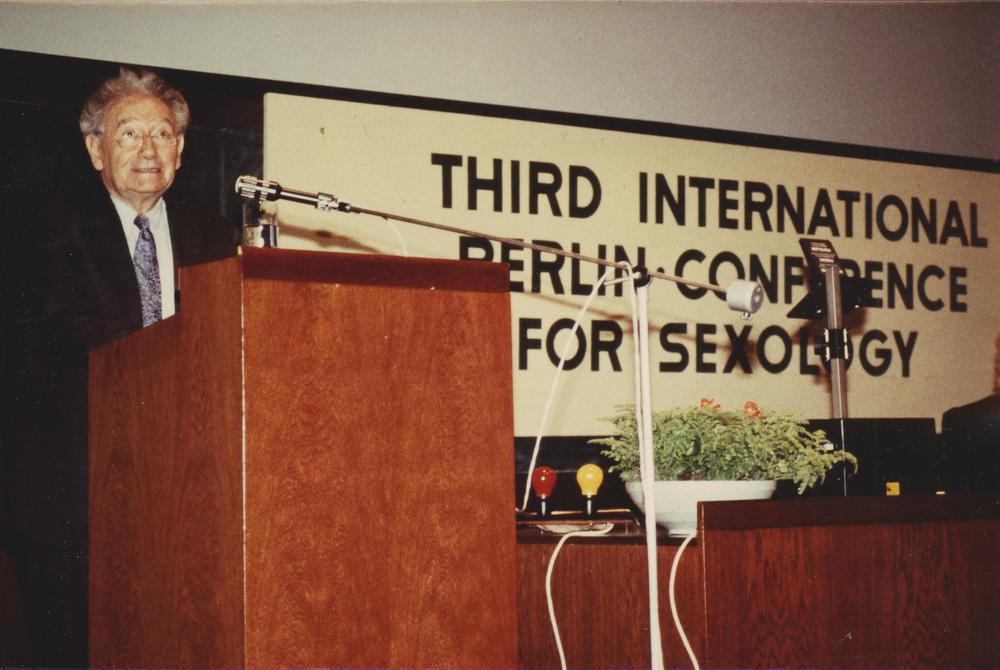 THIRD INTERNATIONAL
BERLIN·CONFERENCE
FOR SEXOLOGY